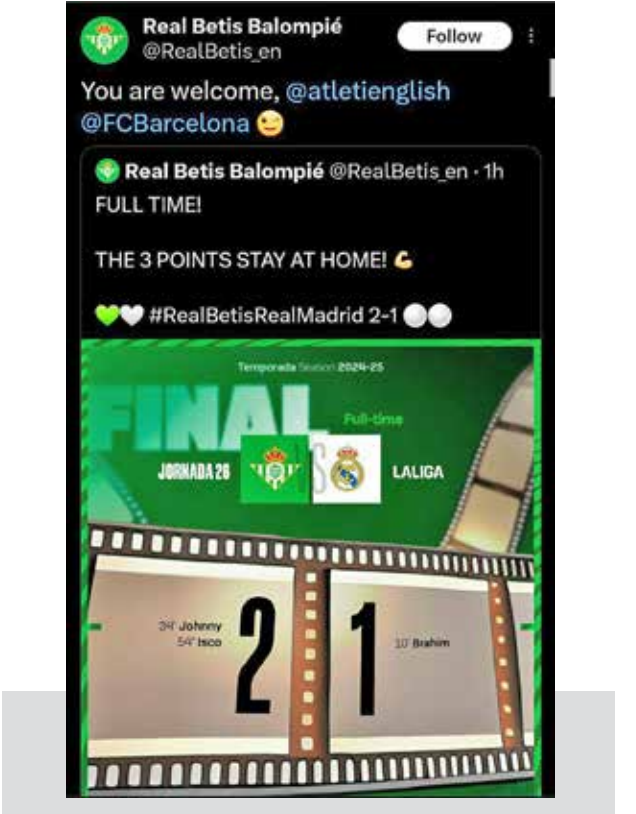 Real Betis Balompié
@RealBetis_en
Follow
You are welcome, @atletienglish
@FCBarcelona 😉
Real Betis Balompié @RealBetis_en · 1h
FULL TIME!
THE 3 POINTS STAY AT HOME! 💪
💚🤍 #RealBetisRealMadrid 2-1 ⚪⚪
Temporada Season 2024-25
FINAL
Full-time
JORNADA 26
VS
LALIGA
34' Johnny
54' Isco
2
1
10' Brahim